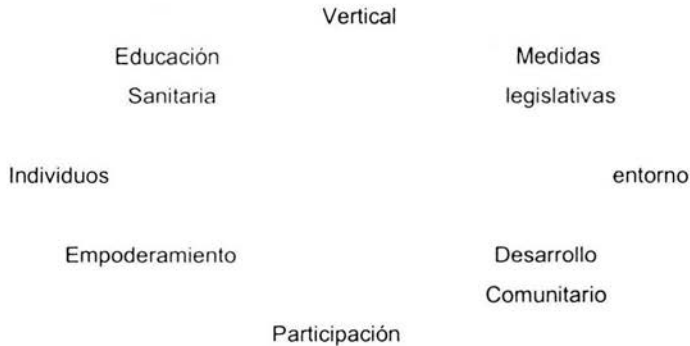 Vertical
Educación Medidas
Sanitaria legislativas
Individuos entorno
Empoderamiento Desarrollo
Comunitario
Participación